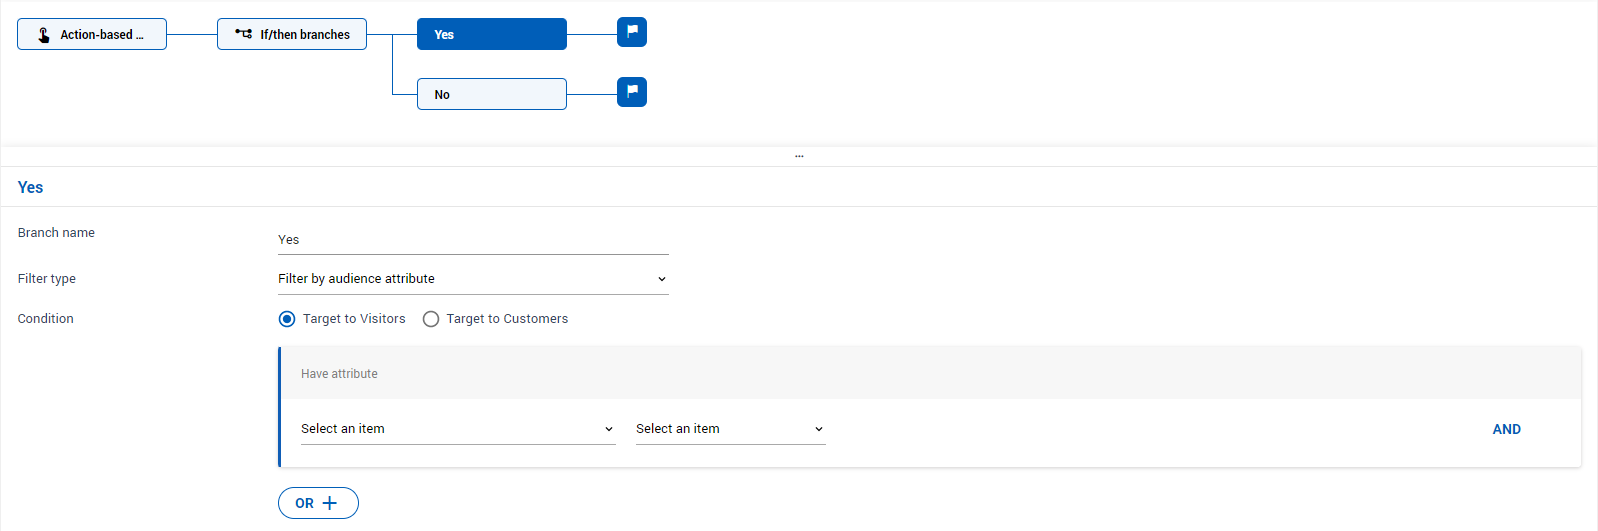 Action-based ...
If/then branches
Yes
No
...
Yes
Branch name
Yes
Filter type
Filter by audience attribute
Condition
Target to Visitors
Target to Customers
Have attribute
Select an item
Select an item
AND
OR +